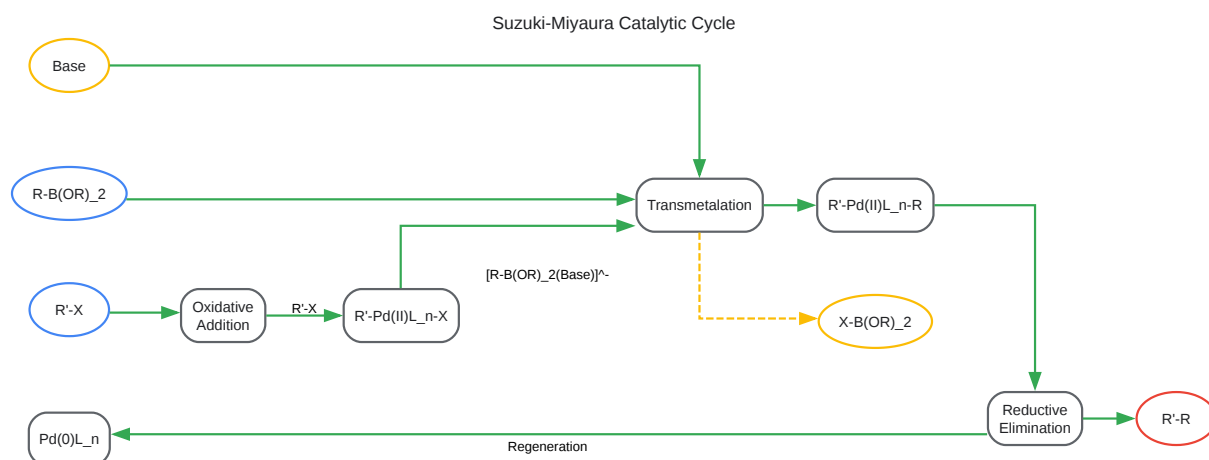 Suzuki-Miyaura Catalytic Cycle
Base
R-B(OR)_2
Transmetalation
R'-Pd(II)L_n-R
[R-B(OR)_2(Base)]^-
R'-X
Oxidative
Addition
R'-X
R'-Pd(II)L_n-X
X-B(OR)_2
Reductive
Elimination
R'-R
Pd(0)L_n
Regeneration